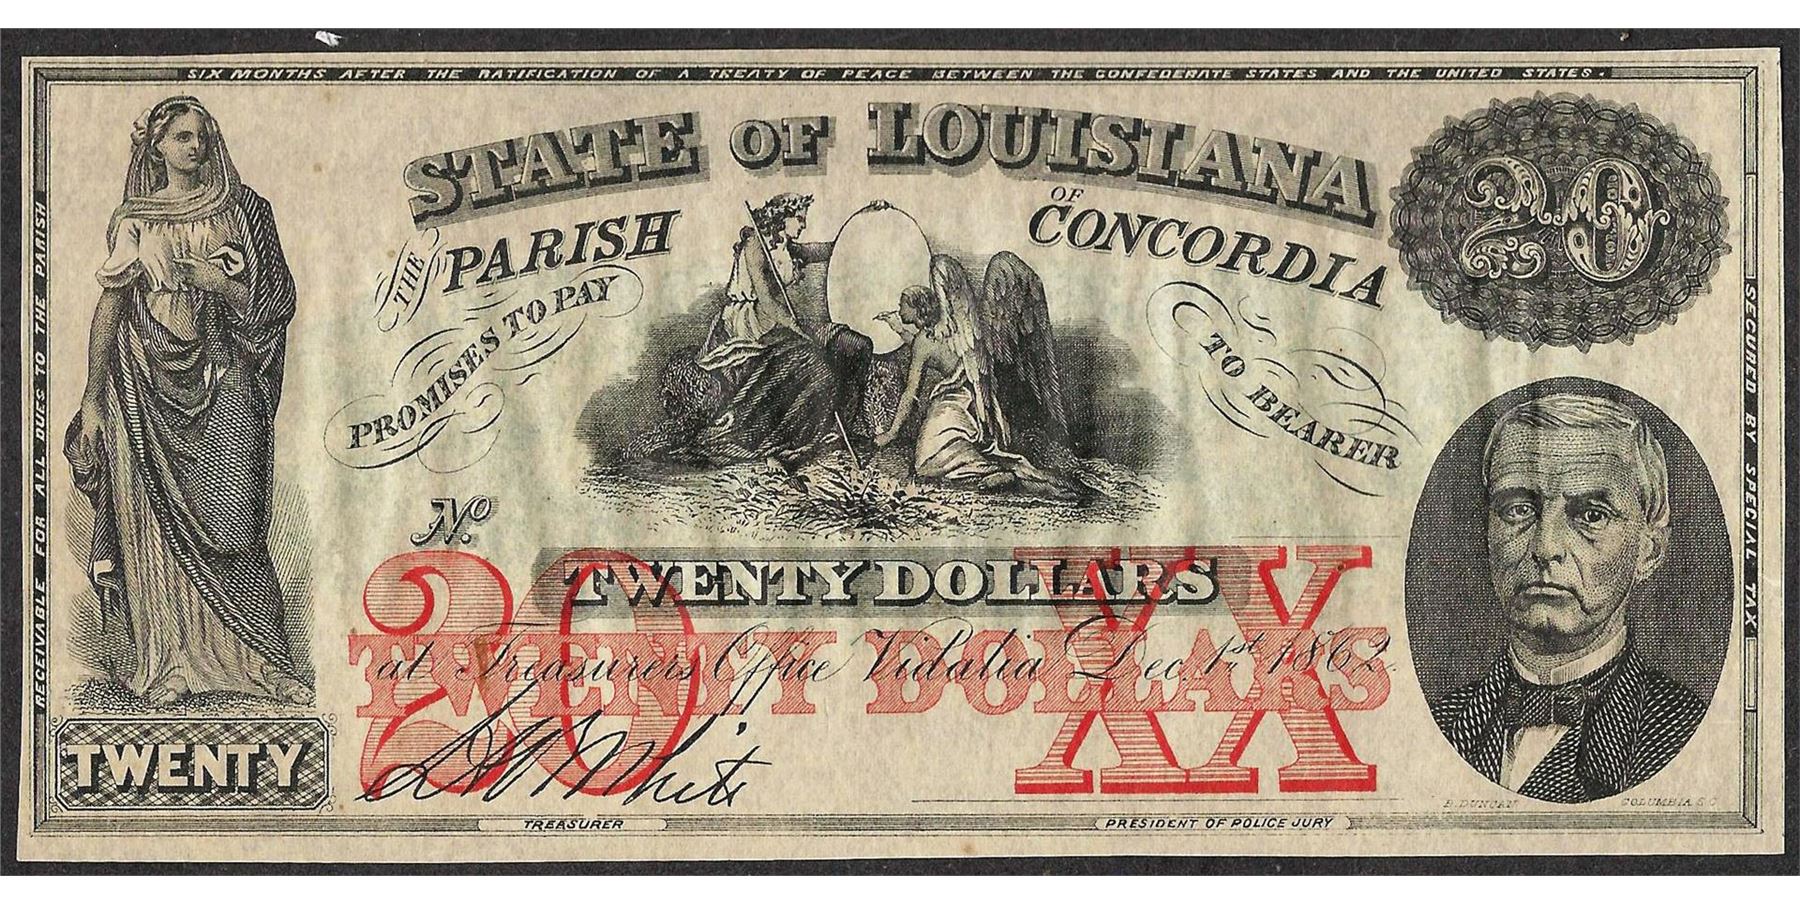 SIX MONTHS AFTER THE RATIFICATION OF A TREATY OF PEACE BETWEEN THE CONFEDERATE STATES AND THE UNITED STATES.
RECEIVABLE FOR ALL DUES TO THE PARISH
SECURED BY SPECIAL TAX
STATE OF LOUISIANA
20
THE PARISH OF CONCORDIA
PROMISES TO PAY TO BEARER
No.
20 XX
TWENTY DOLLARS
TWENTY DOLLARS
at Treasurers Office Vidalia Dec. 1st 1862
TWENTY
White
B. DUNCAN COLUMBIA S.C
TREASURER
PRESIDENT OF POLICE JURY